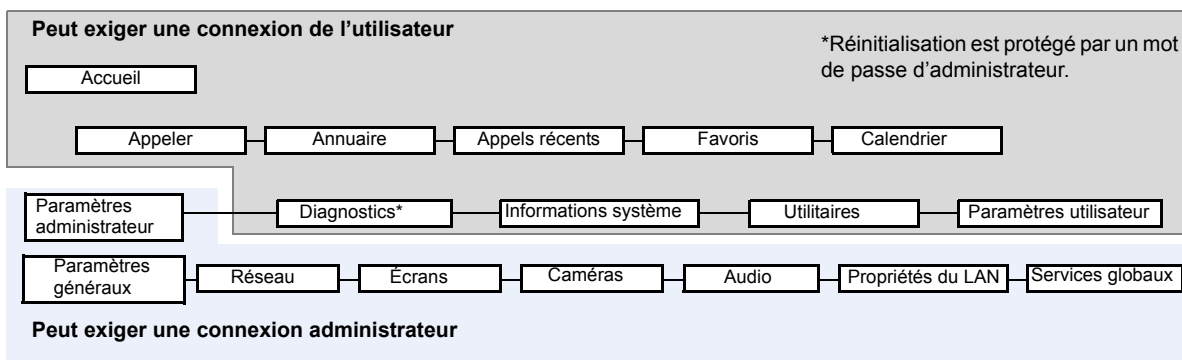 Peut exiger une connexion de l’utilisateur
*Réinitialisation est protégé par un mot
de passe d’administrateur.
Accueil
Appeler
Annuaire
Appels récents
Favoris
Calendrier
Paramètres
administrateur
Diagnostics*
Informations système
Utilitaires
Paramètres utilisateur
Paramètres
généraux
Réseau
Écrans
Caméras
Audio
Propriétés du LAN
Services globaux
Peut exiger une connexion administrateur